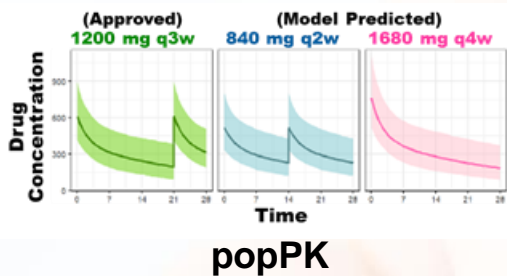 (Approved) (Model Predicted)
1200 mg q3w 840 mg q2w 1680 mg q4w
Drug Concentration
900
600
300
0
0 7 14 21 28 0 7 14 21 28 0 7 14 21 28
Time
popPK